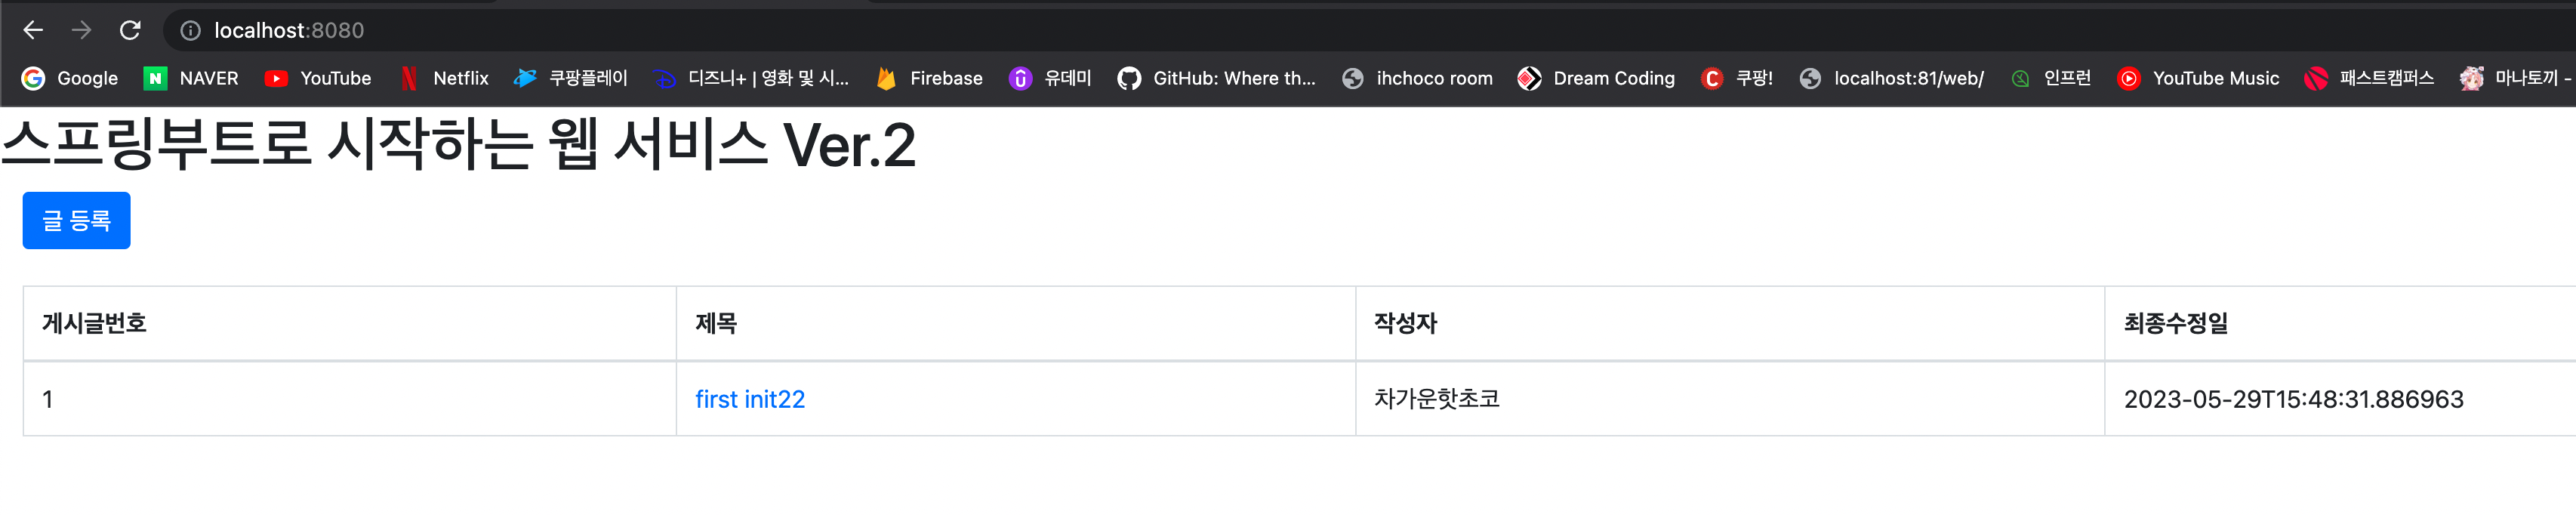 localhost:8080
Google NAVER YouTube Netflix 쿠팡플레이 디즈니+ | 영화 및 시... Firebase 유데미 GitHub: Where th... ihchoco room Dream Coding 쿠팡! localhost:81/web/ 인프런 YouTube Music 패스트캠퍼스 마나토끼 -
스프링부트로 시작하는 웹 서비스 Ver.2
글 등록
게시글번호 제목 작성자 최종수정일
1 first init22 차가운핫초코 2023-05-29T15:48:31.886963